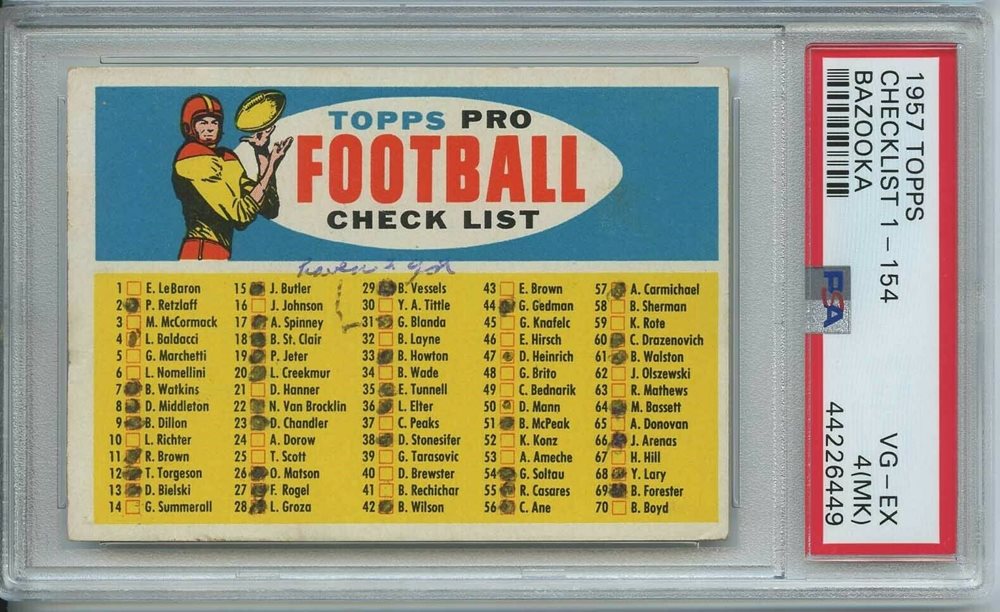 TOPPS PRO
FOOTBALL
CHECK LIST
1 E. LeBaron
2 P. Retzlaff
3 M. McCormack
4 L. Baldacci
5 G. Marchetti
6 L. Nomellini
7 B. Watkins
8 D. Middleton
9 B. Dillon
10 L. Richter
11 R. Brown
12 T. Torgeson
13 D. Bielski
14 G. Summerall
15 J. Butler
16 J. Johnson
17 A. Spinney
18 B. St. Clair
19 P. Jeter
20 L. Creekmur
21 D. Hanner
22 N. Van Brocklin
23 D. Chandler
24 A. Dorow
25 T. Scott
26 O. Matson
27 F. Rogel
28 L. Groza
29 B. Vessels
30 Y. A. Tittle
31 G. Blanda
32 B. Layne
33 B. Howton
34 B. Wade
35 E. Tunnell
36 L. Elter
37 C. Peaks
38 D. Stonesifer
39 G. Tarasovic
40 D. Brewster
41 B. Rechichar
42 B. Wilson
43 E. Brown
44 G. Gedman
45 G. Knafelc
46 E. Hirsch
47 D. Heinrich
48 G. Brito
49 C. Bednarik
50 D. Mann
51 B. McPeak
52 K. Konz
53 A. Ameche
54 G. Soltau
55 R. Casares
56 C. Ane
57 A. Carmichael
58 B. Sherman
59 K. Rote
60 C. Drazenovich
61 B. Walston
62 J. Olszewski
63 R. Mathews
64 M. Bassett
65 A. Donovan
66 J. Arenas
67 H. Hill
68 Y. Lary
69 B. Forester
70 B. Boyd
1957 TOPPS
CHECKLIST 1-154
BAZOOKA
PSA
VG-EX
4(MK)
44226449